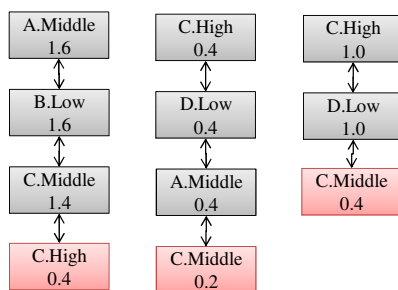 A.Middle
1.6
B.Low
1.6
C.Middle
1.4
C.High
0.4
C.High
0.4
D.Low
0.4
A.Middle
0.4
C.Middle
0.2
C.High
1.0
D.Low
1.0
C.Middle
0.4